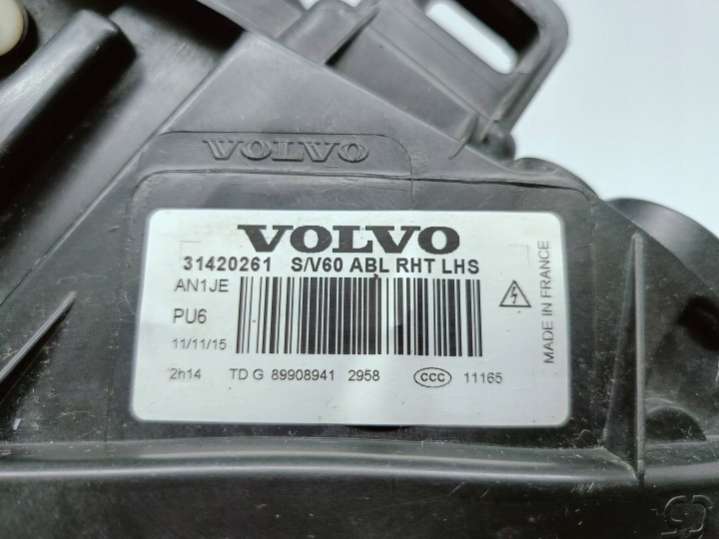 VOLVO
VOLVO
31420261 S/V60 ABL RHT LHS
AN1JE
PU6
11/11/15
2h14 TD G 89908941 2958 CCC 11165
MADE IN FRANCE